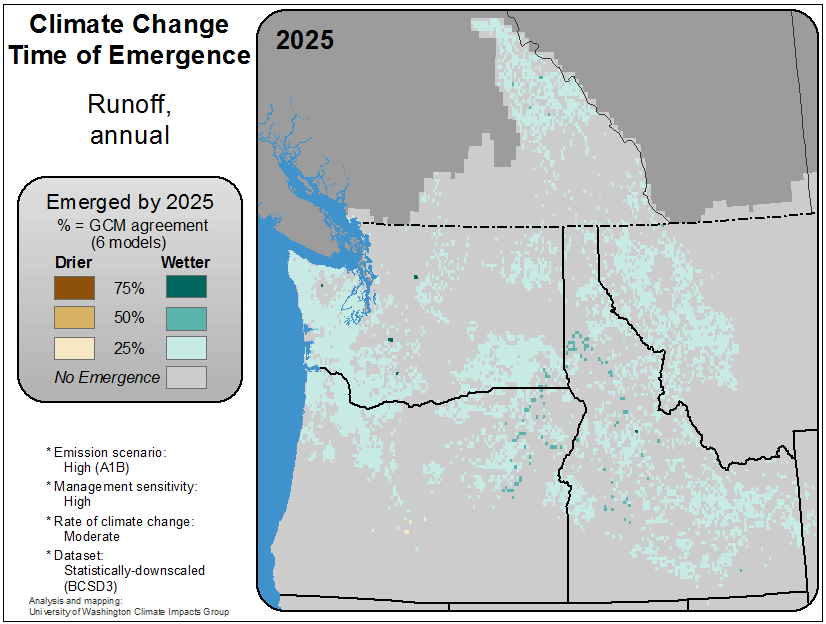 Climate Change
Time of Emergence
Runoff,
annual
2025
Emerged by 2025
% = GCM agreement
(6 models)
Drier Wetter
75%
50%
25%
No Emergence
* Emission scenario:
High (A1B)
* Management sensitivity:
High
* Rate of climate change:
Moderate
* Dataset:
Statistically-downscaled
(BCSD3)
Analysis and mapping:
University of Washington Climate Impacts Group